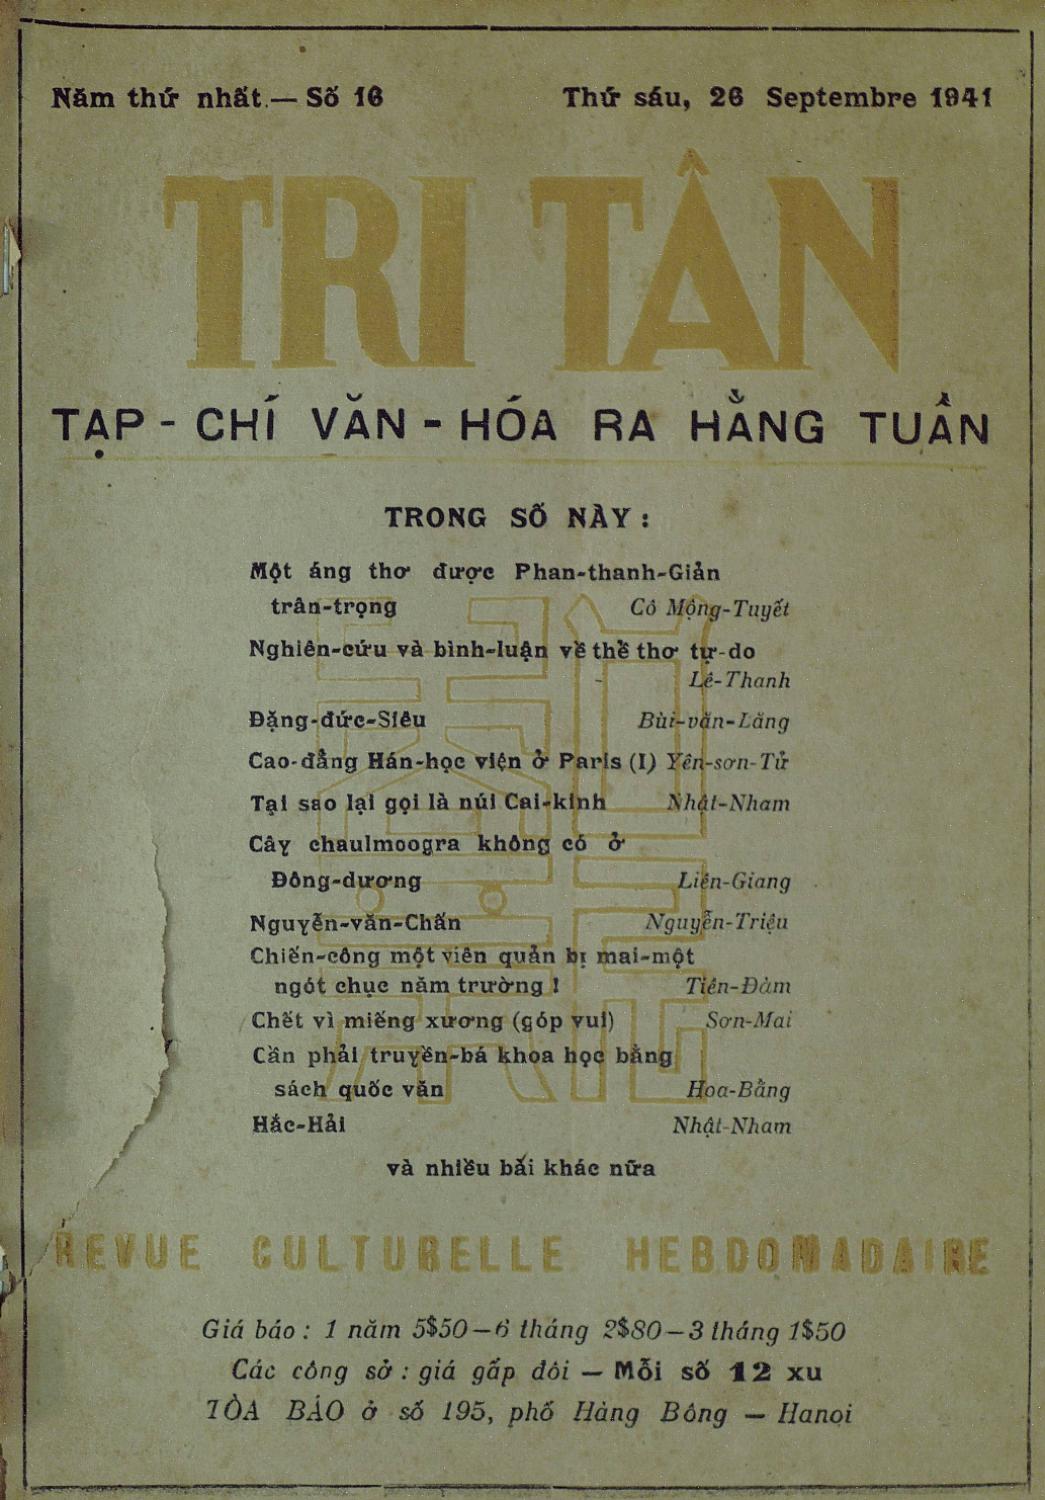 Năm thứ nhất.— Số 16
Thứ sáu, 26 Septembre 1941
TRI TÂN
TẠP - CHÍ VĂN - HÓA RA HẰNG TUẦN
TRONG SỐ NÀY :
Một áng thơ được Phan-thanh-Giản
trân-trọng Cô Mộng-Tuyết
Nghiên-cứu và bình-luận về thể thơ tự-do
Lê-Thanh
Đặng-đức-Siêu Bùi-văn-Lăng
Cao-đẳng Hán-học viện ở Paris (I) Yên-sơn-Tử
Tại sao lại gọi là núi Cai-kinh Nhật-Nham
Cây chaulmoogra không có ở
Đông-dương Liên-Giang
Nguyễn-văn-Chấn Nguyễn-Triệu
Chiến-công một viên quản bị mai-một
ngót chục năm trường ! Tiên-Đàm
Chết vì miếng xương (góp vui) Sơn-Mai
Cần phải truyền-bá khoa học bằng
sách quốc văn Hoa-Bằng
Hắc-Hải Nhật-Nham
và nhiều bài khác nữa
REVUE CULTURELLE HEBDOMADAIRE
Giá báo : 1 năm 5$50 — 6 tháng 2$80 — 3 tháng 1$50
Các công sở : giá gấp đôi — Mỗi số 12 xu
TÒA BÁO ở số 195, phố Hàng Bông — Hanoi